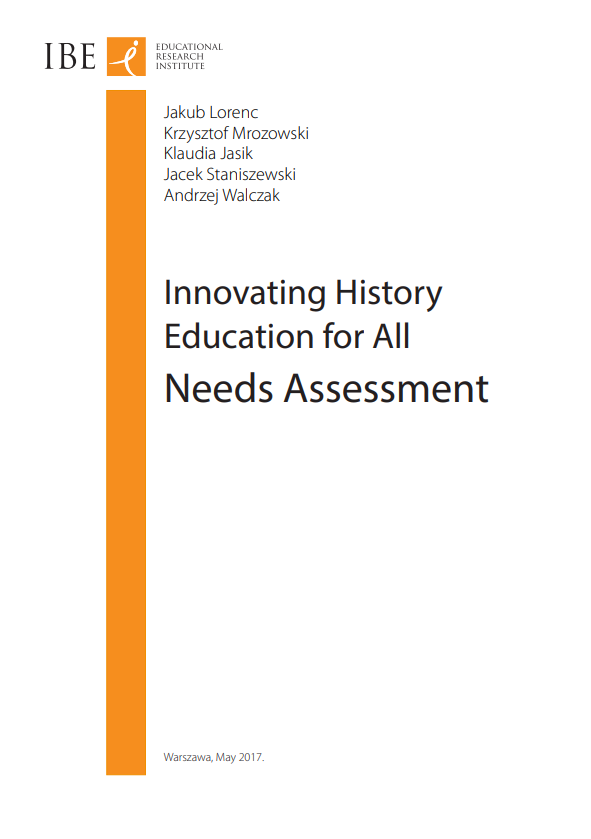 IBE
EDUCATIONAL
RESEARCH
INSTITUTE
Jakub Lorenc
Krzysztof Mrozowski
Klaudia Jasik
Jacek Staniszewski
Andrzej Walczak
Innovating History
Education for All
Needs Assessment
Warszawa, May 2017.